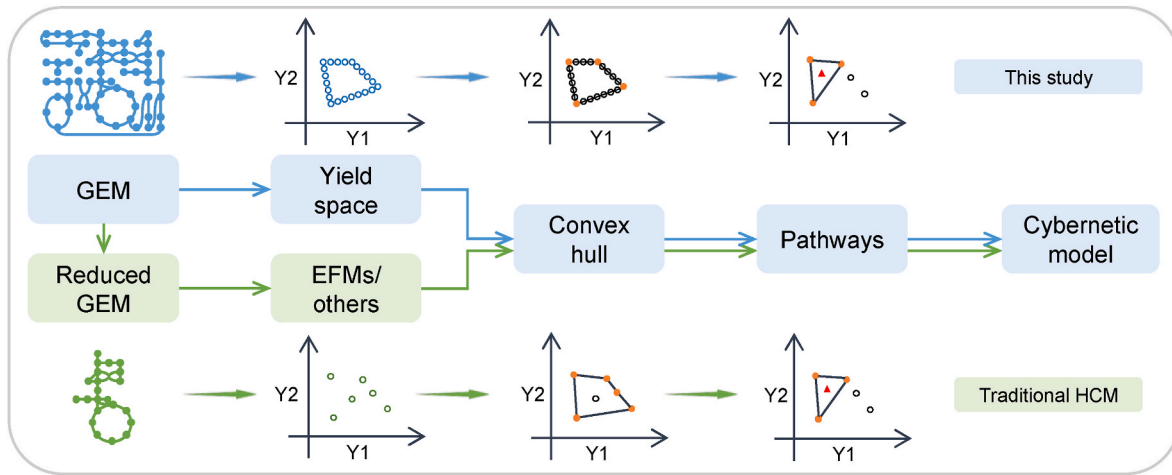 Y2
Y1
Y2
Y1
Y2
Y1
This study
GEM
Yield
space
Convex
hull
Pathways
Cybernetic
model
Reduced
GEM
EFMs/
others
Y2
Y1
Y2
Y1
Y2
Y1
Traditional HCM